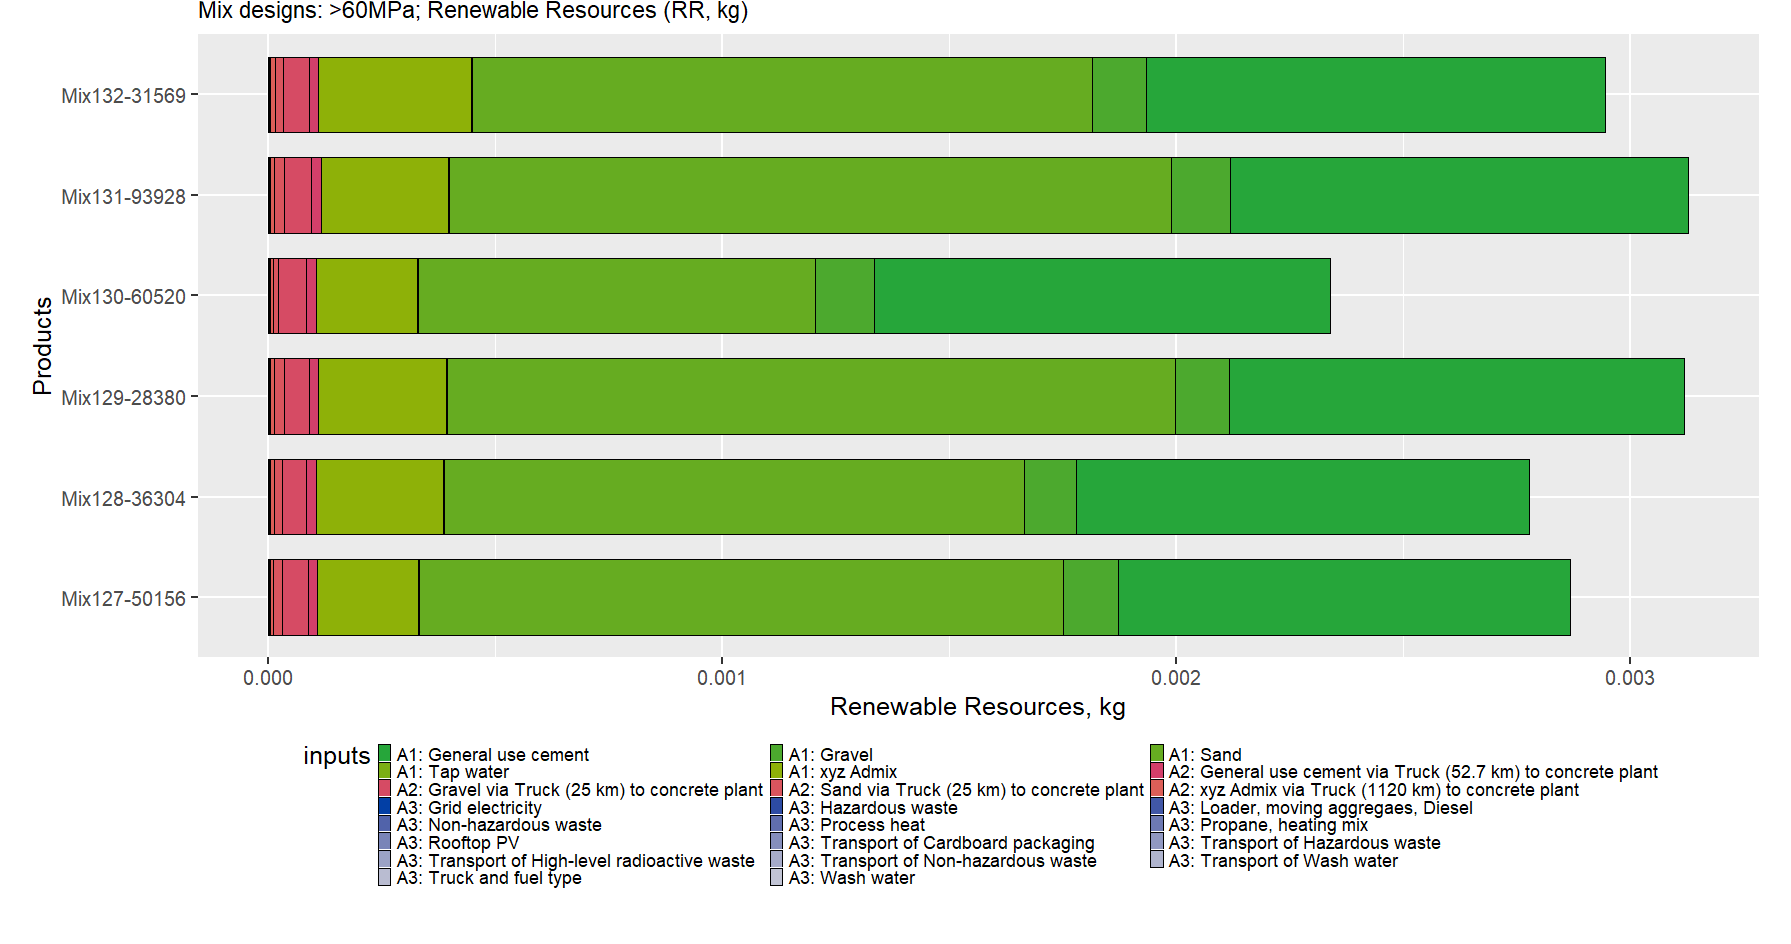 Mix designs: >60MPa; Renewable Resources (RR, kg)
Products
Mix132-31569
Mix131-93928
Mix130-60520
Mix129-28380
Mix128-36304
Mix127-50156
0.000 0.001 0.002 0.003
Renewable Resources, kg
inputs
A1: General use cement A1: Gravel A1: Sand
A1: Tap water A1: xyz Admix A2: General use cement via Truck (52.7 km) to concrete plant
A2: Gravel via Truck (25 km) to concrete plant A2: Sand via Truck (25 km) to concrete plant A2: xyz Admix via Truck (1120 km) to concrete plant
A3: Grid electricity A3: Hazardous waste A3: Loader, moving aggregaes, Diesel
A3: Non-hazardous waste A3: Process heat A3: Propane, heating mix
A3: Rooftop PV A3: Transport of Cardboard packaging A3: Transport of Hazardous waste
A3: Transport of High-level radioactive waste A3: Transport of Non-hazardous waste A3: Transport of Wash water
A3: Truck and fuel type A3: Wash water